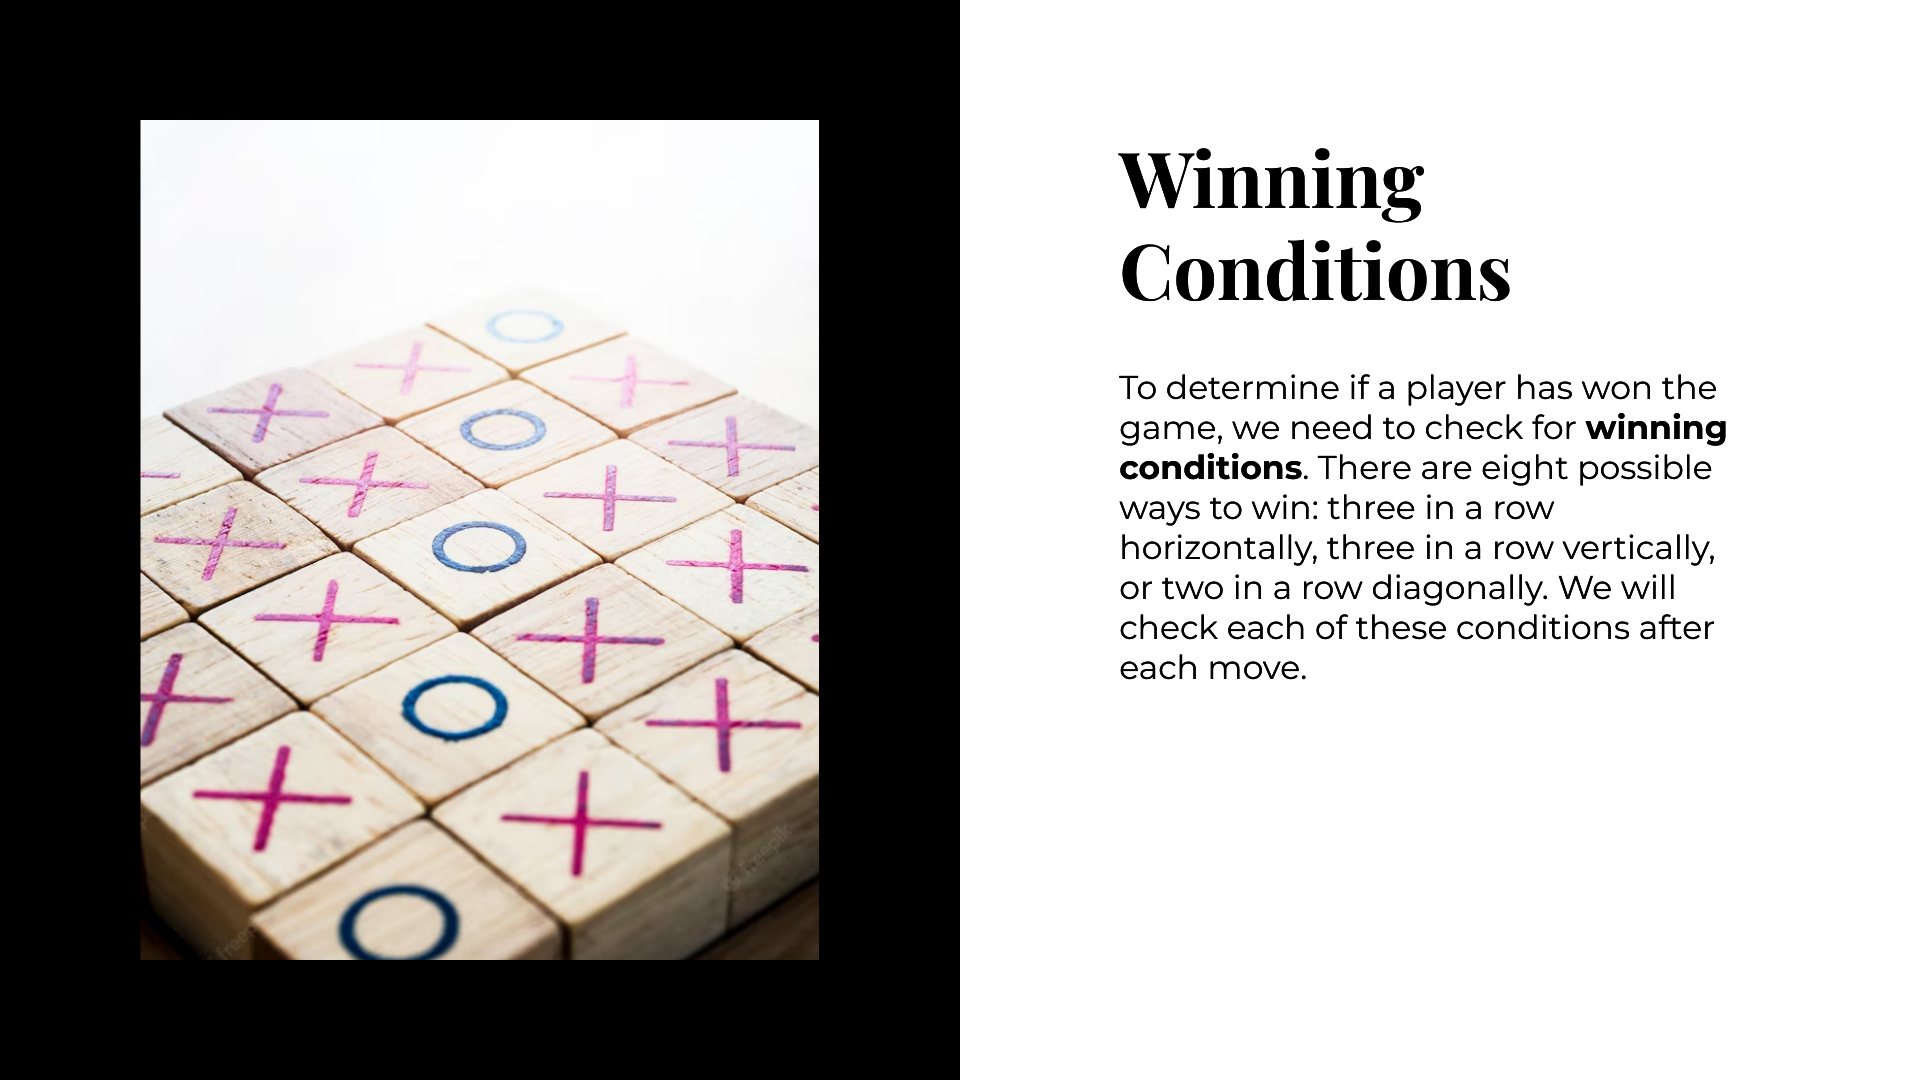 Winning
Conditions
To determine if a player has won the
game, we need to check for winning
conditions. There are eight possible
ways to win: three in a row
horizontally, three in a row vertically,
or two in a row diagonally. We will
check each of these conditions after
each move.